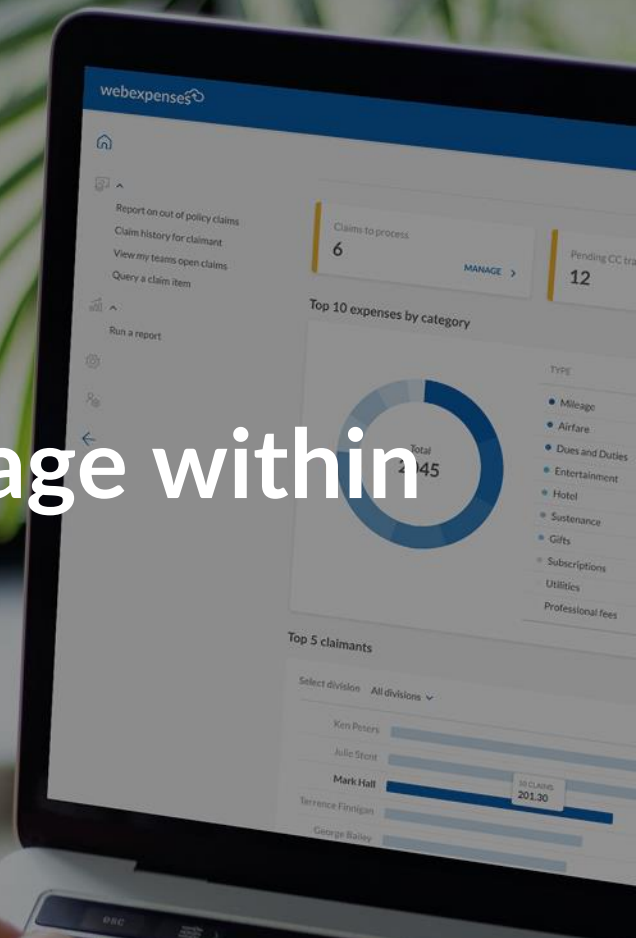 webexpenses
Report on out of policy claims
Claim history for claimant
View my teams open claims
Query a claim item
Run a report
Claims to process
6
MANAGE
Pending CC tra
12
Top 10 expenses by category
Total
2045
TYPE
Mileage
Airfare
Dues and Duties
Entertainment
Hotel
Sustenance
Gifts
Subscriptions
Utilities
Professional fees
age within
Top 5 claimants
Select division All divisions
Ken Peters
Julie Stont
Mark Hall
Terrence Finnigan
George Bailey
10 CLAIMS
201.30
esc